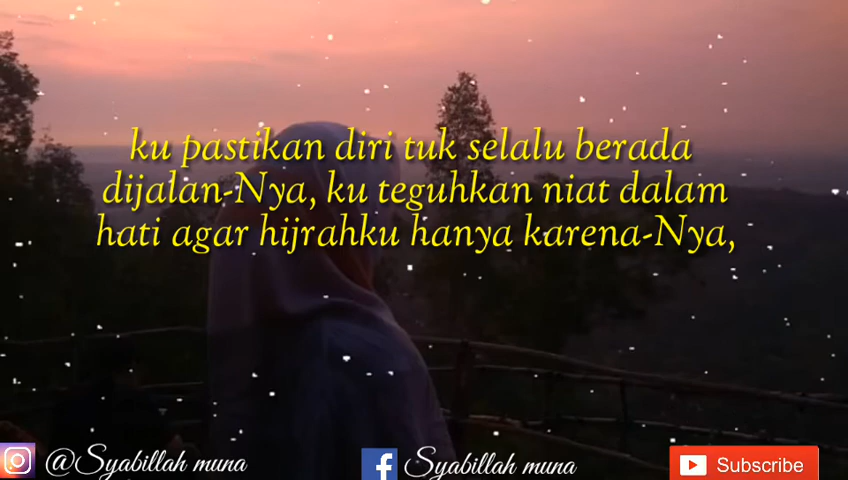 ku pastikan diri tuk selalu berada
dijalan-Nya, ku teguhkan niat dalam
hati agar hijrahku hanya karena-Nya,
@Syabillah muna
Syabillah muna
Subscribe